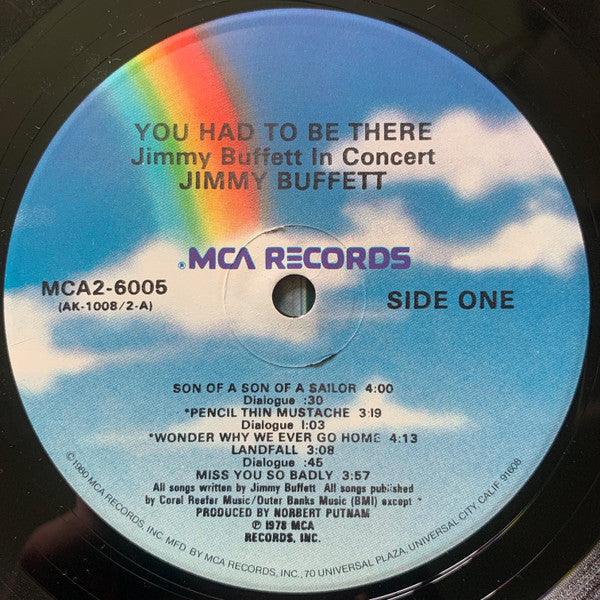 YOU HAD TO BE THERE
Jimmy Buffett In Concert
JIMMY BUFFETT
®MCA RECORDS
MCA2-6005
(AK-1008/2-A)
SIDE ONE
SON OF A SON OF A SAILOR 4:00
Dialogue :30
*PENCIL THIN MUSTACHE 3:19
Dialogue 1:03
*WONDER WHY WE EVER GO HOME 4:13
LANDFALL 3:08
Dialogue :45
MISS YOU SO BADLY 3:57
All songs written by Jimmy Buffett All songs published
by Coral Reefer Music/Outer Banks Music (BMI) except *
PRODUCED BY NORBERT PUTNAM
℗ 1978 MCA
RECORDS, INC.
©1980 MCA RECORDS, INC. MFD. BY MCA RECORDS, INC., 70 UNIVERSAL PLAZA, UNIVERSAL CITY, CALIF. 91608